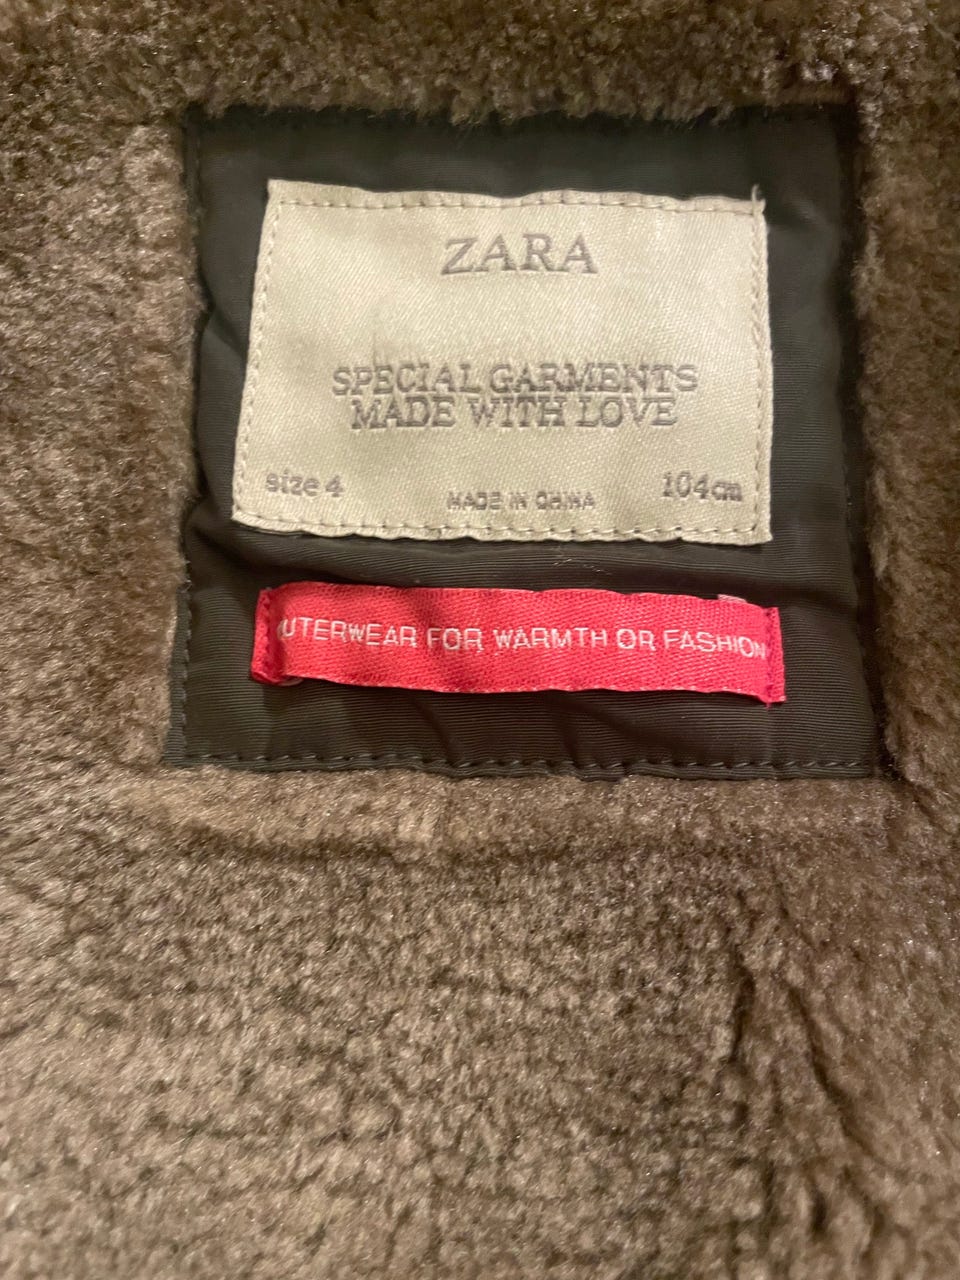 ZARA
SPECIAL GARMENTS
MADE WITH LOVE
size 4
MADE IN CHINA
104cm
UTERWEAR FOR WARMTH OR FASHION